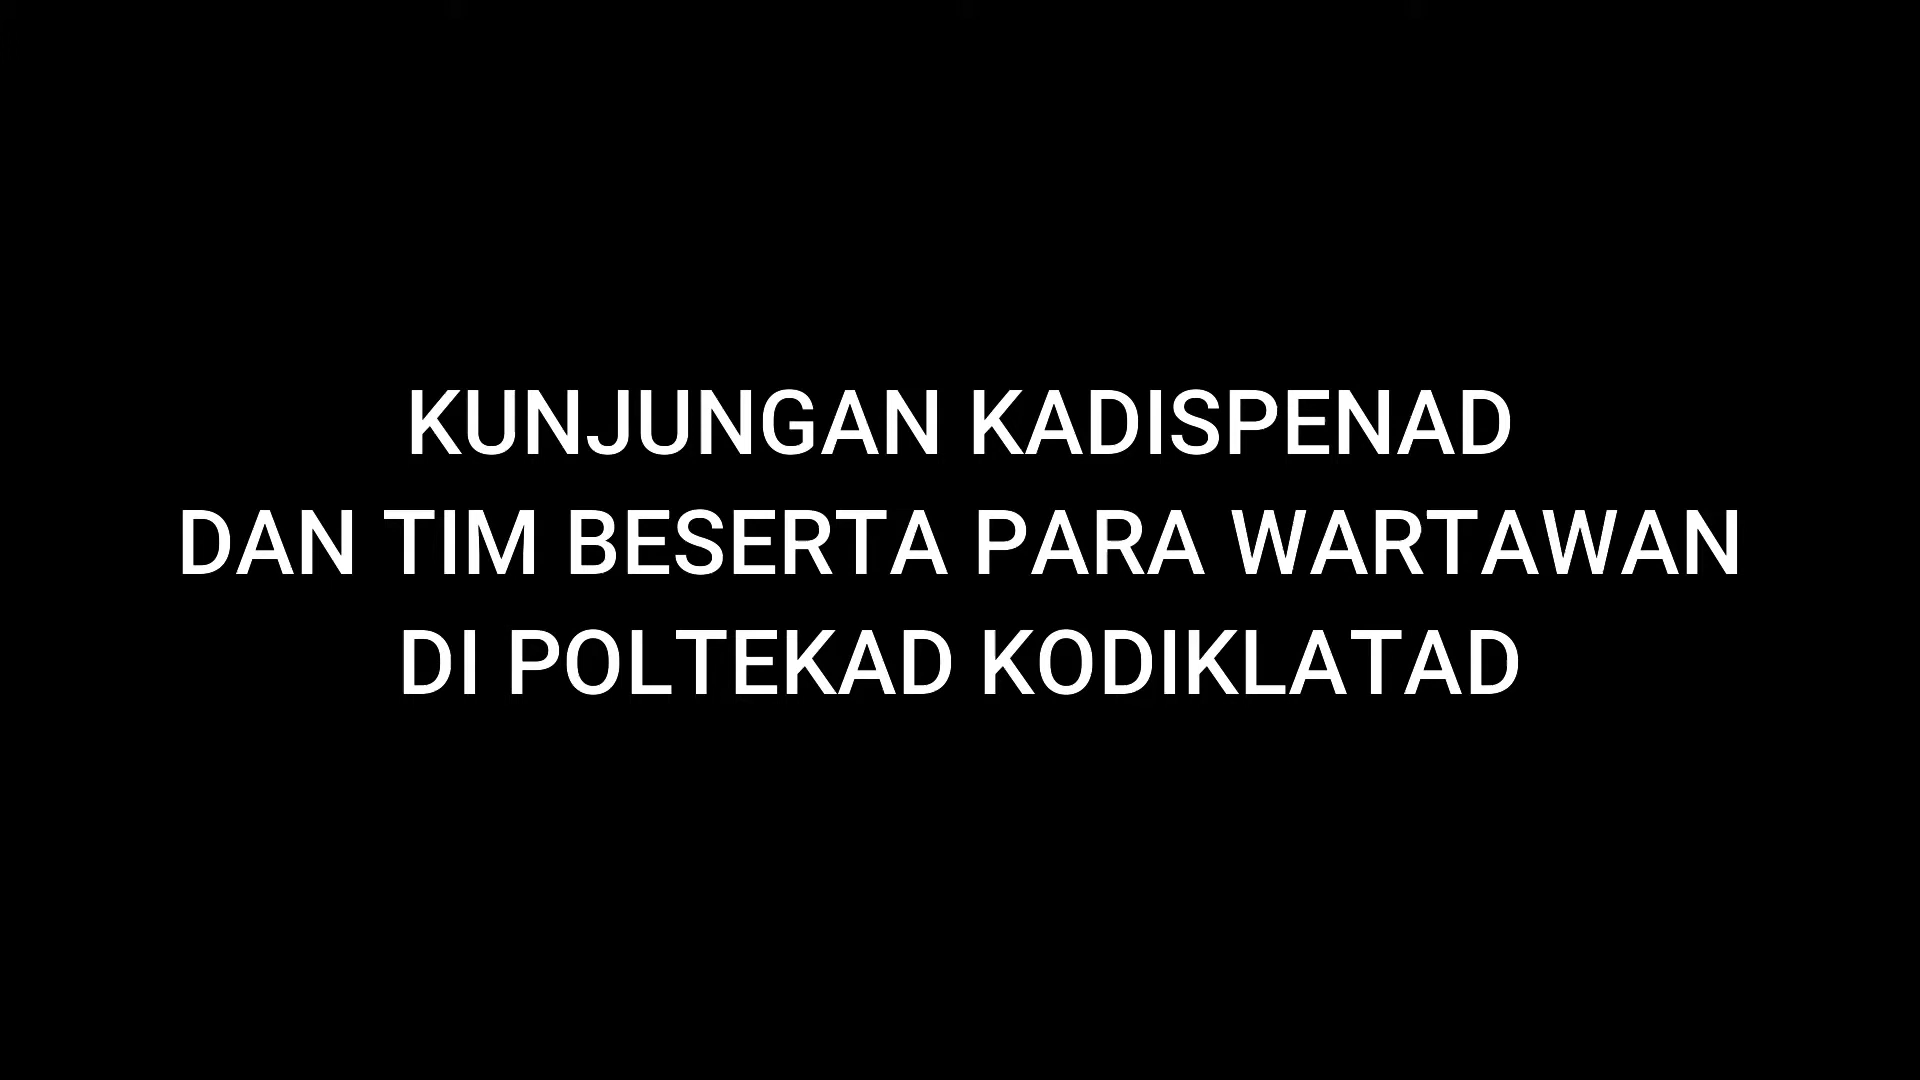 KUNJUNGAN KADISPENAD
DAN TIM BESERTA PARA WARTAWAN
DI POLTEKAD KODIKLATAD